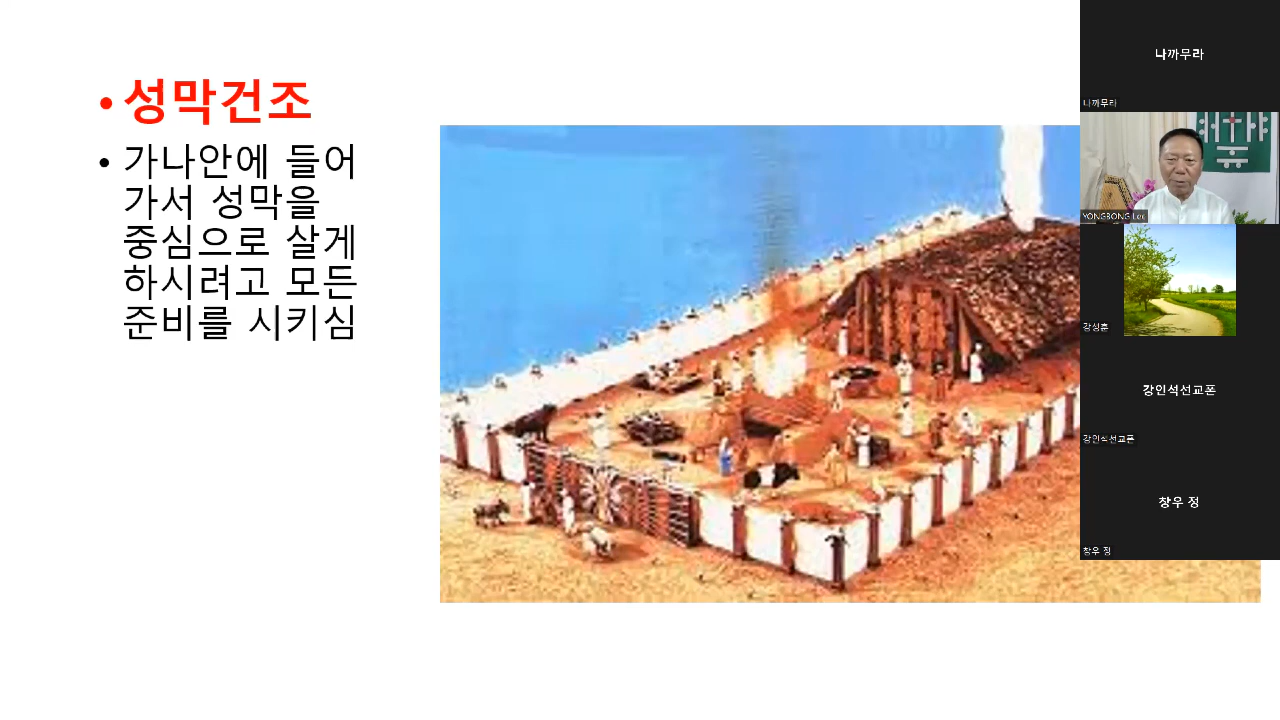 • 성막건조
• 가나안에 들어
가서 성막을
중심으로 살게
하시려고 모든
준비를 시키심
나까무라
나까무라
YONGBONG Lee
강성훈
강인석선교폰
강인석선교폰
창우 정
창우 정